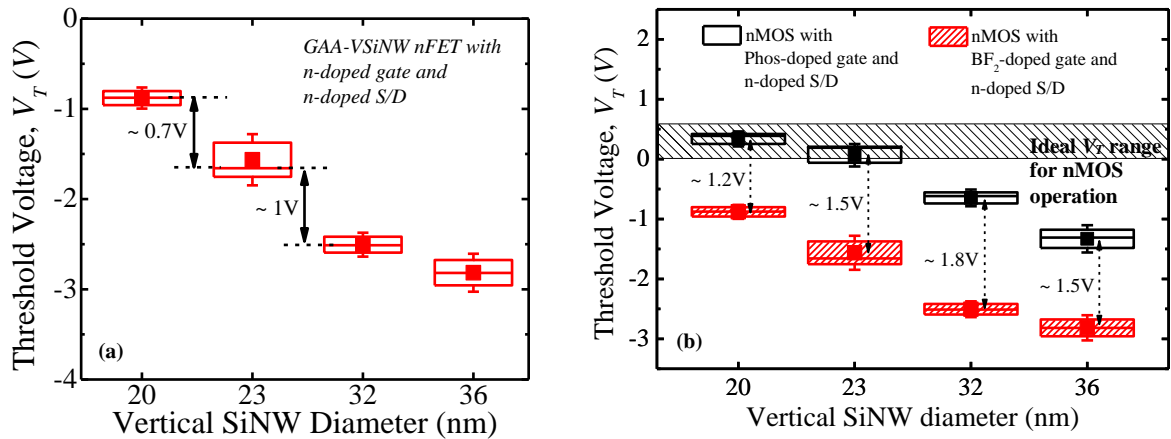 0
-1
-2
-3
-4
Threshold Voltage, V_T (V)
GAA-VSiNW nFET with
n-doped gate and
n-doped S/D
~ 0.7V
~ 1V
(a)
20 23 32 36
Vertical SiNW Diameter (nm)
2
1
0
-1
-2
-3
Threshold Voltage, V_T (V)
nMOS with
Phos-doped gate and
n-doped S/D
nMOS with
BF₂-doped gate and
n-doped S/D
Ideal V_T range
for nMOS
operation
~ 1.2V
~ 1.5V
~ 1.8V
~ 1.5V
(b)
20 23 32 36
Vertical SiNW diameter (nm)